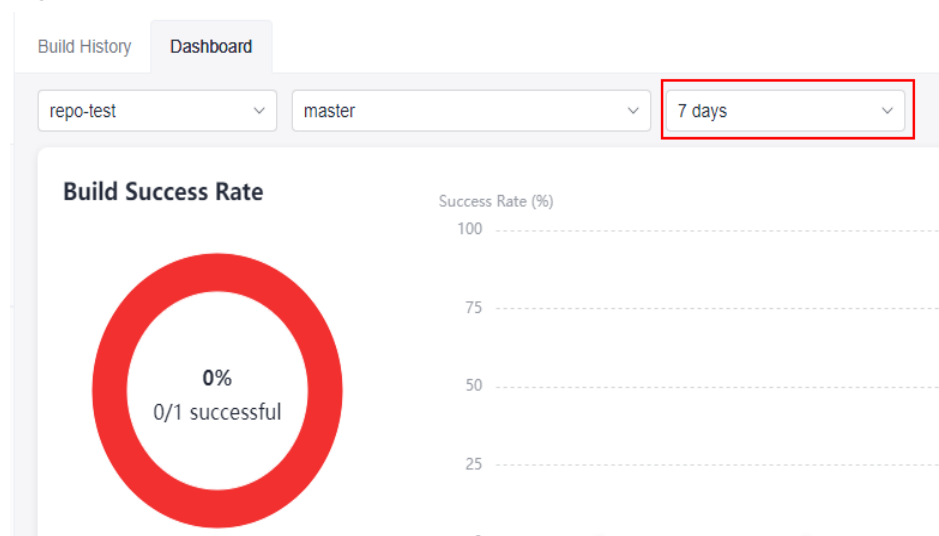 Build History Dashboard
repo-test master 7 days
Build Success Rate
Success Rate (%)
100
75
0%
50
0/1 successful
25